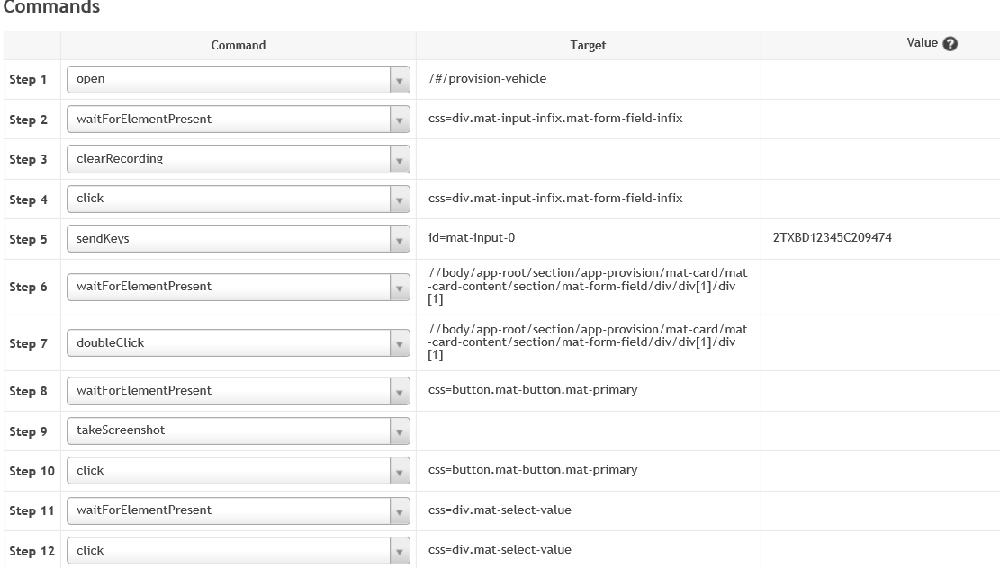 Commands
Command Target Value ?
Step 1 open /#/provision-vehicle
Step 2 waitForElementPresent css=div.mat-input-infix.mat-form-field-infix
Step 3 clearRecording
Step 4 click css=div.mat-input-infix.mat-form-field-infix
Step 5 sendKeys id=mat-input-0 2TXBD12345C209474
Step 6 waitForElementPresent //body/app-root/section/app-provision/mat-card/mat
-card-content/section/mat-form-field/div/div[1]/div
[1]
Step 7 doubleClick //body/app-root/section/app-provision/mat-card/mat
-card-content/section/mat-form-field/div/div[1]/div
[1]
Step 8 waitForElementPresent css=button.mat-button.mat-primary
Step 9 takeScreenshot
Step 10 click css=button.mat-button.mat-primary
Step 11 waitForElementPresent css=div.mat-select-value
Step 12 click css=div.mat-select-value